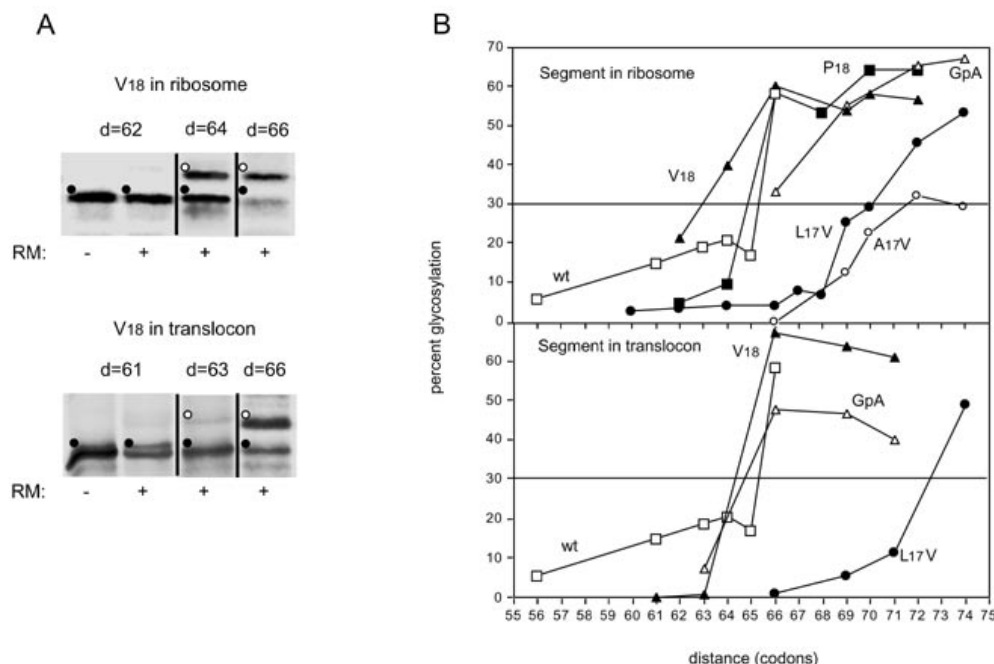 A
V18 in ribosome
d=62 d=64 d=66
RM: - + + +
V18 in translocon
d=61 d=63 d=66
RM: - + + +
B
percent glycosylation
70
60
50
40
30
20
10
0
Segment in ribosome
P18
GpA
V18
L17V
A17V
wt
60
50
40
30
20
10
0
Segment in translocon
V18
GpA
wt
L17V
55 56 57 58 59 60 61 62 63 64 65 66 67 68 69 70 71 72 73 74 75
distance (codons)